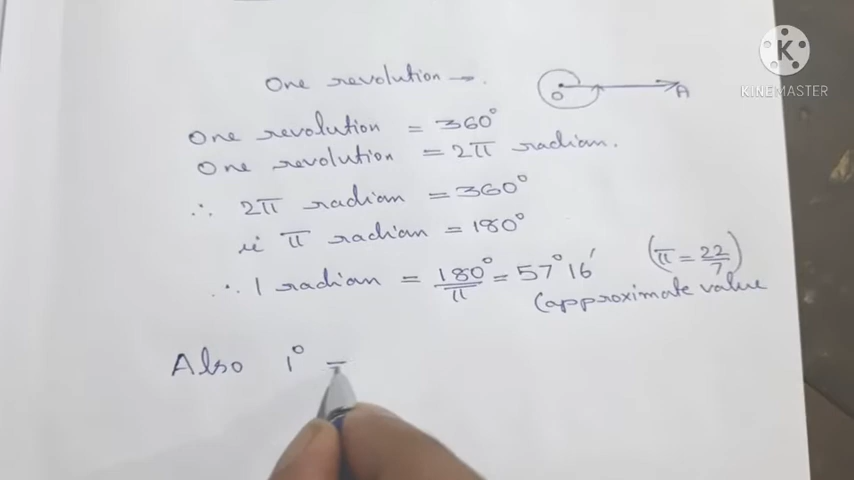 KINEMASTER
One revolution →.
O A
One revolution = 360°
One revolution = 2π radian.
∴ 2π radian = 360°
ie π radian = 180°
∴ 1 radian = 180°/π = 57°16′ (π = 22/7)
(approximate value
Also 1° =